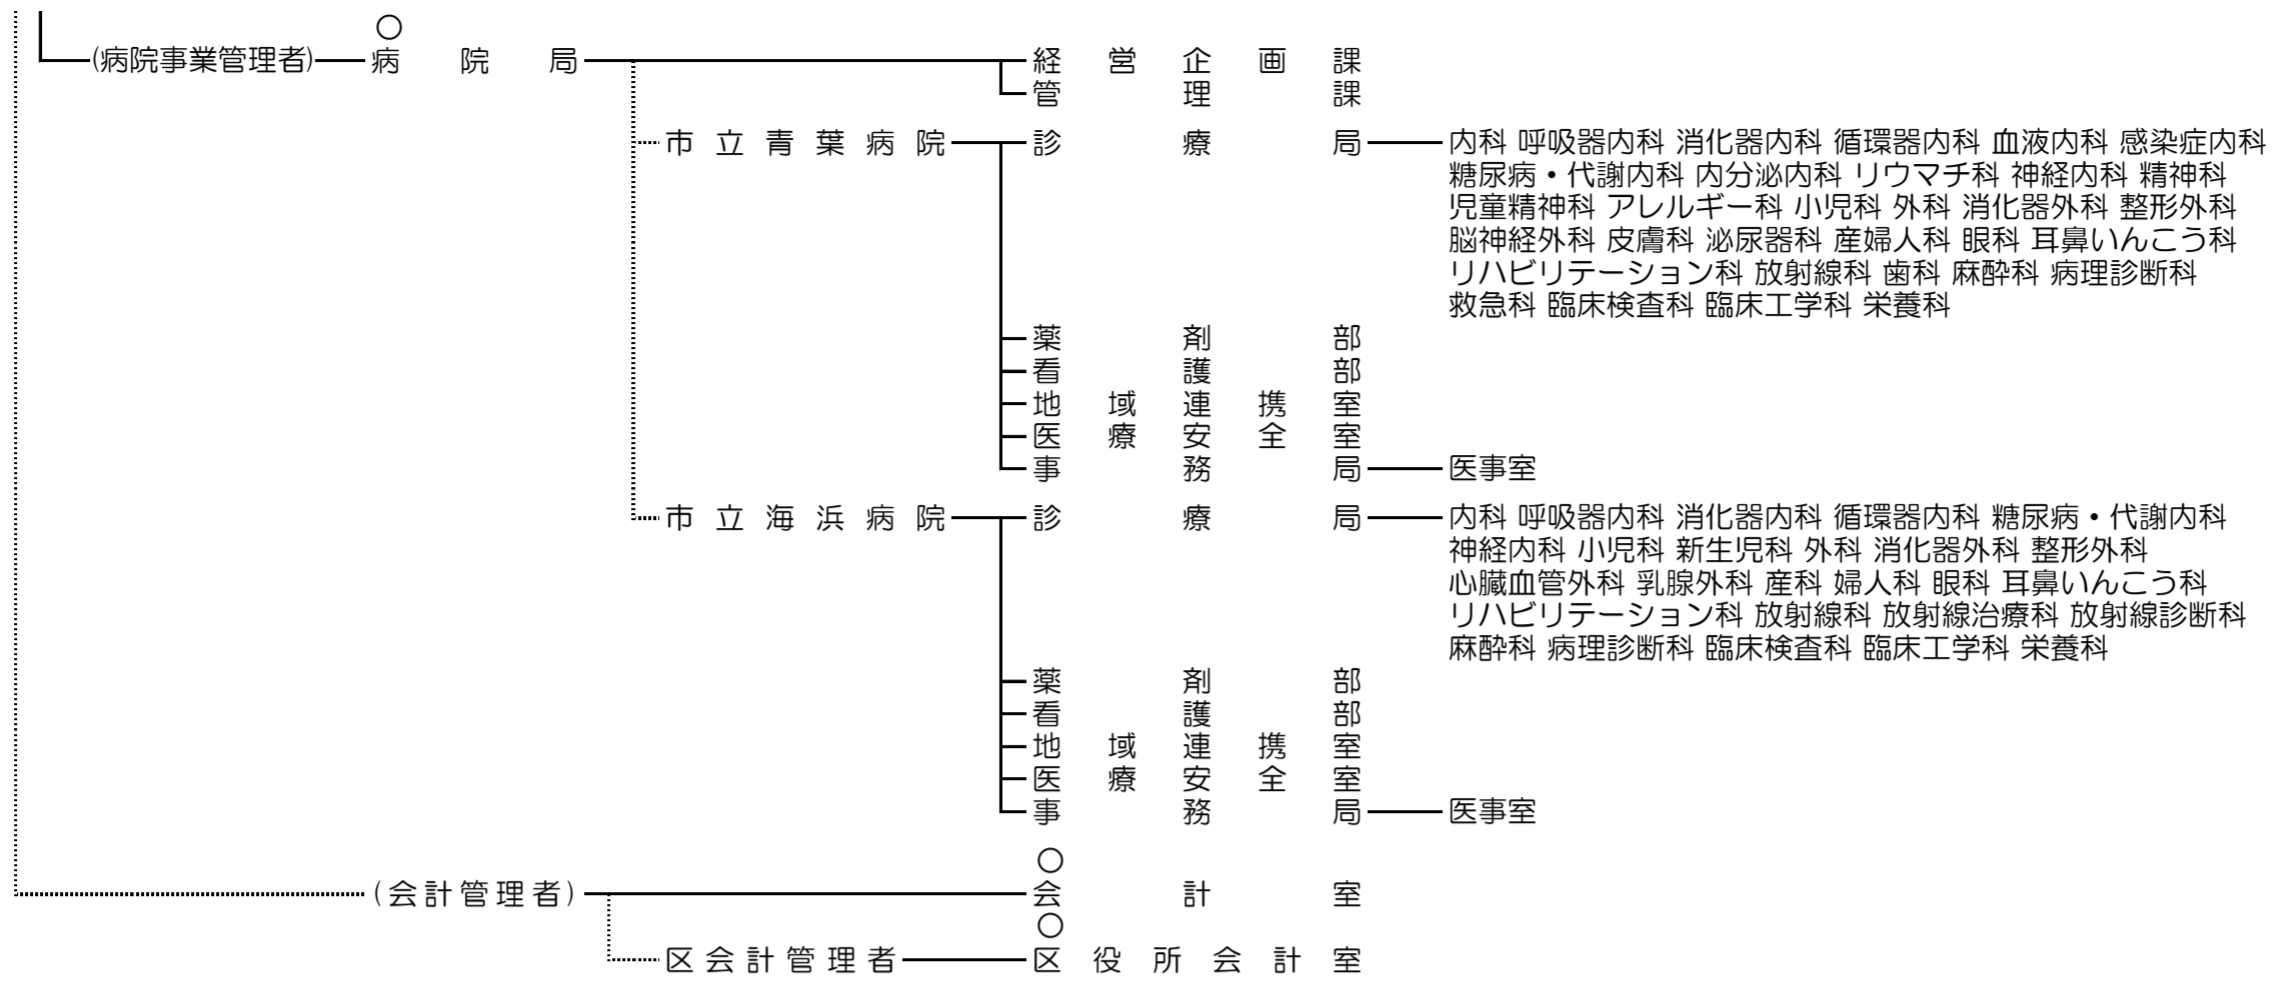 ○
(病院事業管理者) 病院局 経営企画課
管理課
市立青葉病院 診療局 内科 呼吸器内科 消化器内科 循環器内科 血液内科 感染症内科
糖尿病・代謝内科 内分泌内科 リウマチ科 神経内科 精神科
児童精神科 アレルギー科 小児科 外科 消化器外科 整形外科
脳神経外科 皮膚科 泌尿器科 産婦人科 眼科 耳鼻いんこう科
リハビリテーション科 放射線科 歯科 麻酔科 病理診断科
救急科 臨床検査科 臨床工学科 栄養科
薬剤部
看護部
地域連携室
医療安全室
事務局 医事室
市立海浜病院 診療局 内科 呼吸器内科 消化器内科 循環器内科 糖尿病・代謝内科
神経内科 小児科 新生児科 外科 消化器外科 整形外科
心臓血管外科 乳腺外科 産科 婦人科 眼科 耳鼻いんこう科
リハビリテーション科 放射線科 放射線治療科 放射線診断科
麻酔科 病理診断科 臨床検査科 臨床工学科 栄養科
薬剤部
看護部
地域連携室
医療安全室
事務局 医事室
○
(会計管理者) 会計室
○
区会計管理者 区役所会計室